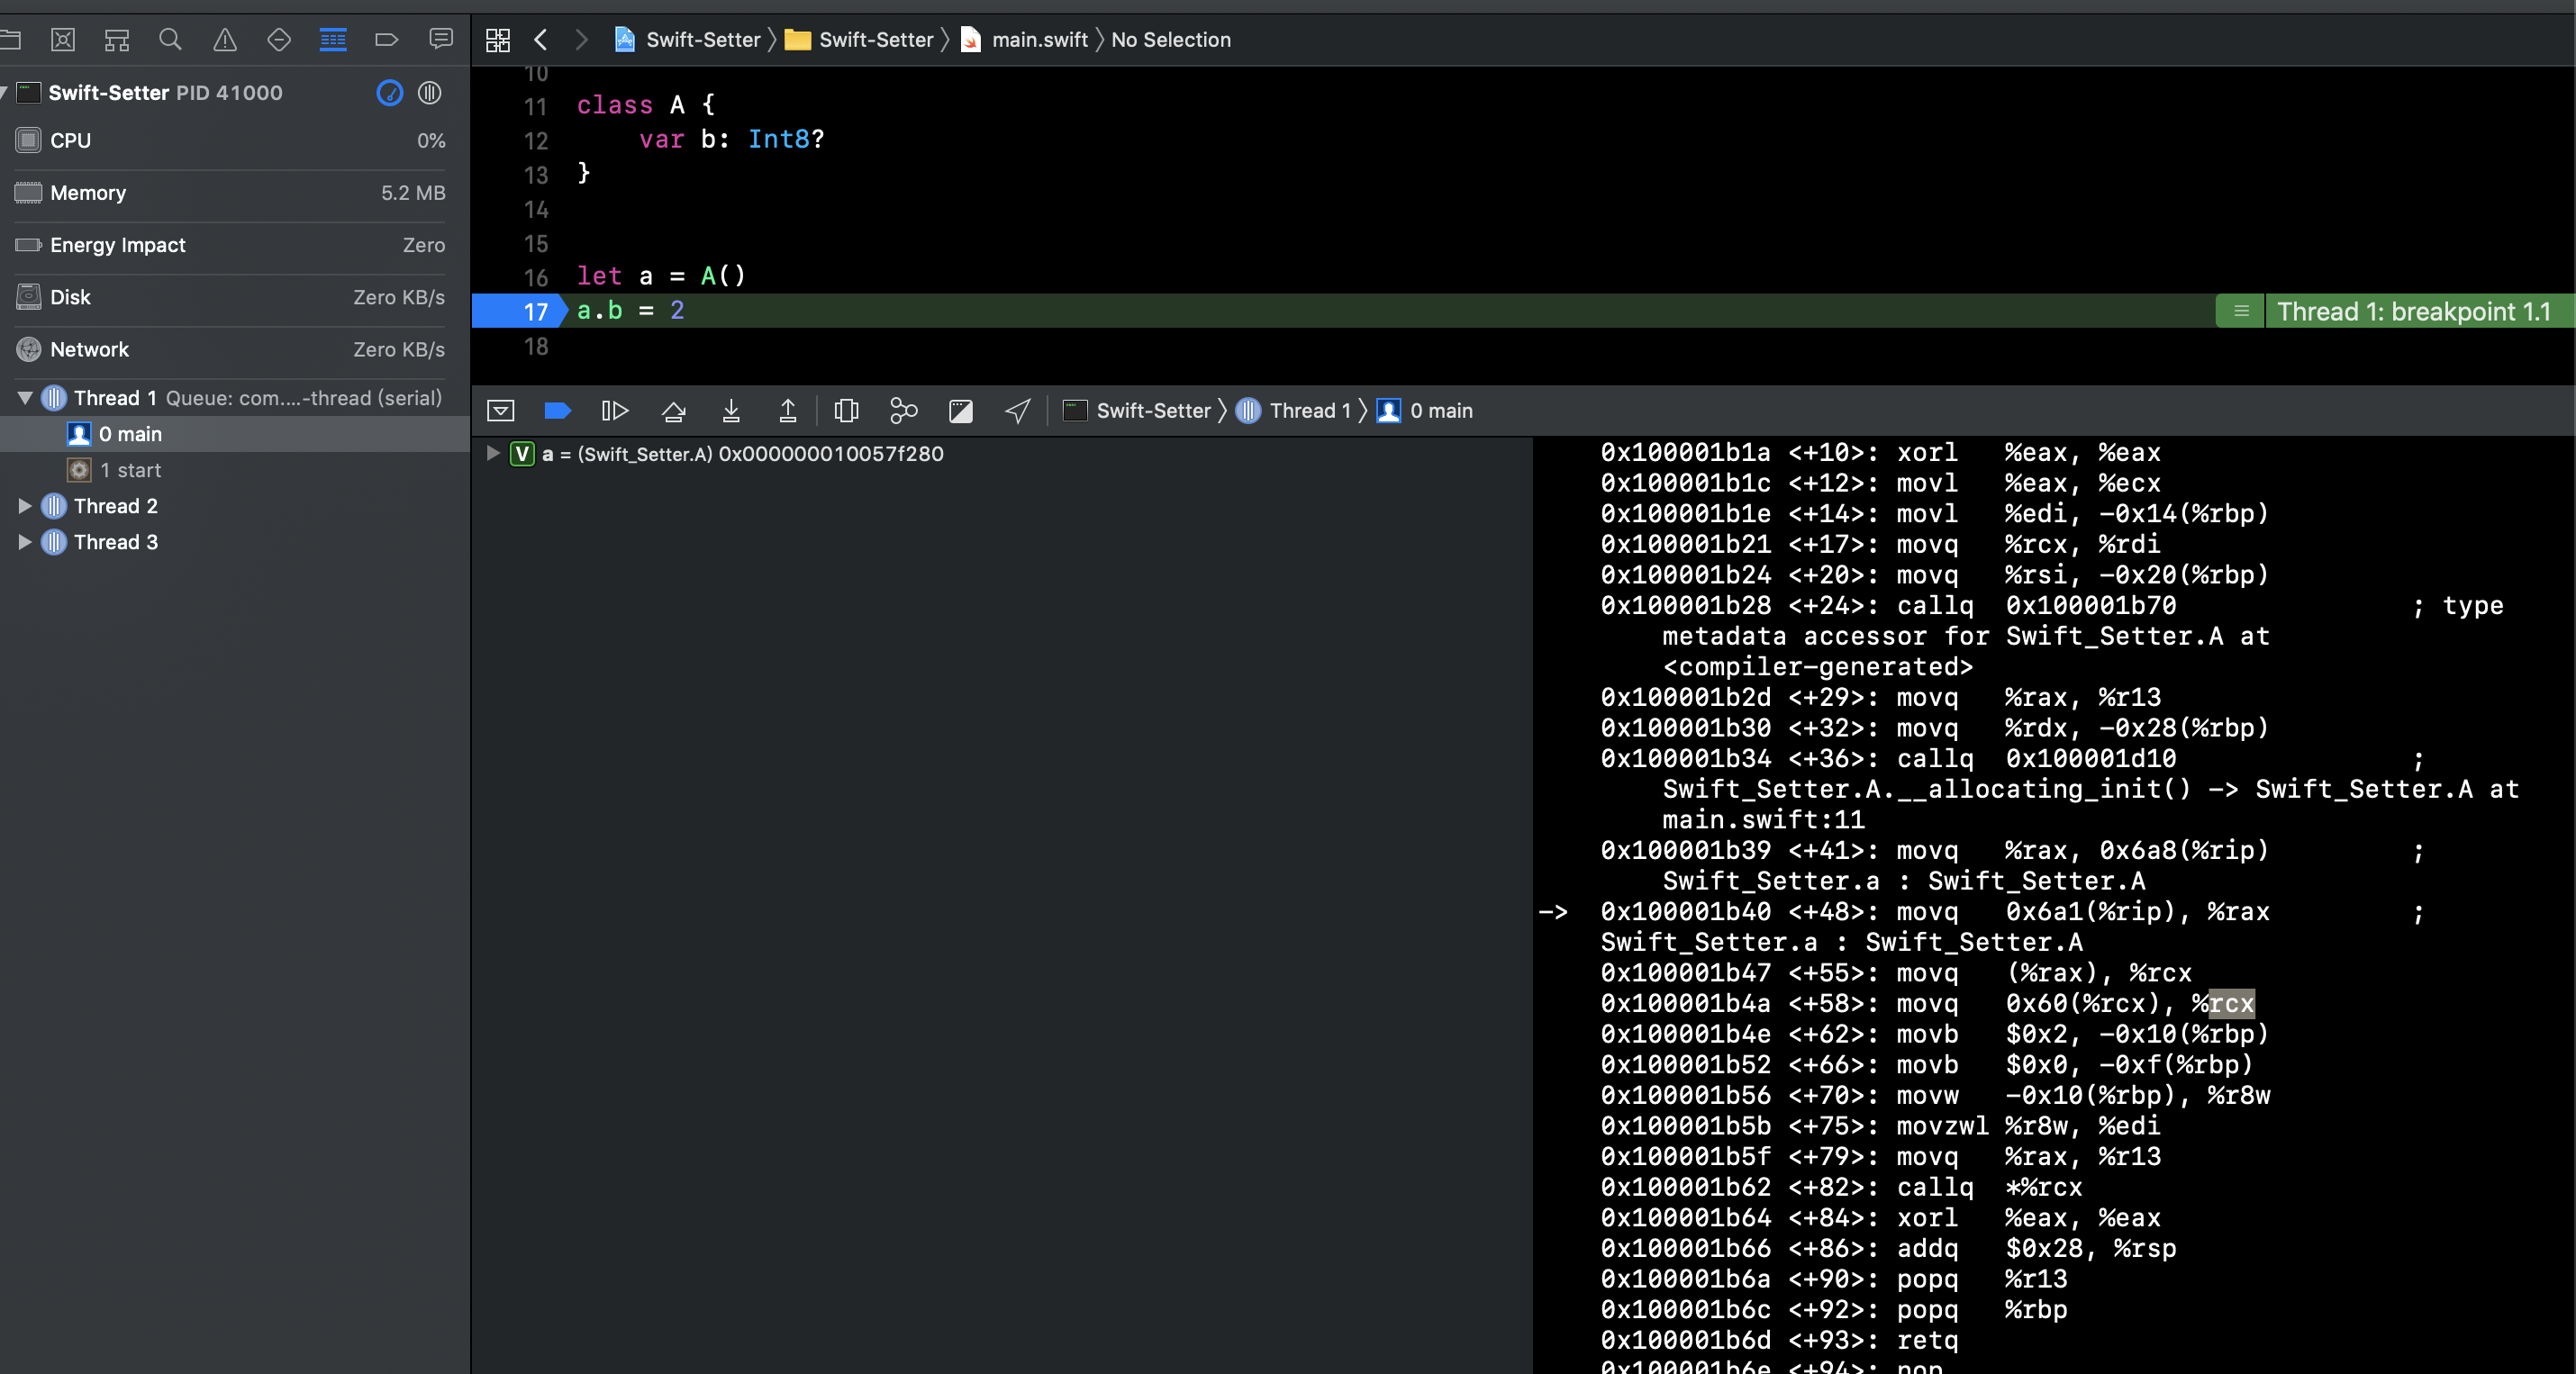 Swift-Setter 〉 Swift-Setter 〉 main.swift 〉 No Selection
Swift-Setter PID 41000
CPU 0%
Memory 5.2 MB
Energy Impact Zero
Disk Zero KB/s
Network Zero KB/s
Thread 1 Queue: com....-thread (serial)
0 main
1 start
Thread 2
Thread 3
10
11 class A {
12     var b: Int8?
13 }
14
15
16 let a = A()
17 a.b = 2 Thread 1: breakpoint 1.1
18
Swift-Setter 〉 Thread 1 〉 0 main
V a = (Swift_Setter.A) 0x000000010057f280
0x100001b1a <+10>: xorl   %eax, %eax
0x100001b1c <+12>: movl   %eax, %ecx
0x100001b1e <+14>: movl   %edi, -0x14(%rbp)
0x100001b21 <+17>: movq   %rcx, %rdi
0x100001b24 <+20>: movq   %rsi, -0x20(%rbp)
0x100001b28 <+24>: callq  0x100001b70               ; type
metadata accessor for Swift_Setter.A at
<compiler-generated>
0x100001b2d <+29>: movq   %rax, %r13
0x100001b30 <+32>: movq   %rdx, -0x28(%rbp)
0x100001b34 <+36>: callq  0x100001d10               ;
Swift_Setter.A.__allocating_init() -> Swift_Setter.A at
main.swift:11
0x100001b39 <+41>: movq   %rax, 0x6a8(%rip)         ;
Swift_Setter.a : Swift_Setter.A
->  0x100001b40 <+48>: movq   0x6a1(%rip), %rax         ;
Swift_Setter.a : Swift_Setter.A
0x100001b47 <+55>: movq   (%rax), %rcx
0x100001b4a <+58>: movq   0x60(%rcx), %rcx
0x100001b4e <+62>: movb   $0x2, -0x10(%rbp)
0x100001b52 <+66>: movb   $0x0, -0xf(%rbp)
0x100001b56 <+70>: movw   -0x10(%rbp), %r8w
0x100001b5b <+75>: movzwl %r8w, %edi
0x100001b5f <+79>: movq   %rax, %r13
0x100001b62 <+82>: callq  *%rcx
0x100001b64 <+84>: xorl   %eax, %eax
0x100001b66 <+86>: addq   $0x28, %rsp
0x100001b6a <+90>: popq   %r13
0x100001b6c <+92>: popq   %rbp
0x100001b6d <+93>: retq
0x100001b6e <+94>: nop